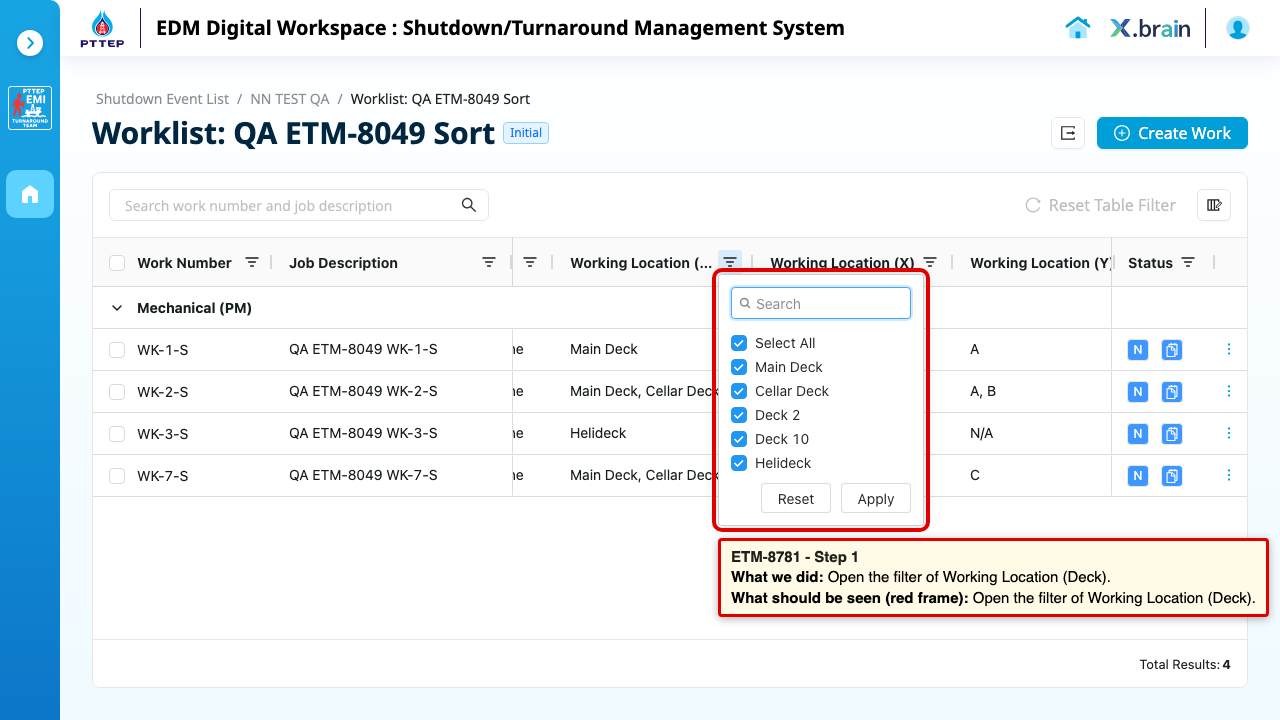 PTTEP
EDM Digital Workspace : Shutdown/Turnaround Management System
X.brain
PTTEP
EMI
TURNAROUND
TEAM
Shutdown Event List / NN TEST QA / Worklist: QA ETM-8049 Sort
Worklist: QA ETM-8049 Sort Initial
Create Work
Search work number and job description
Reset Table Filter
Work Number Job Description Working Location (... Working Location (X) Working Location (Y) Status
Mechanical (PM)
WK-1-S QA ETM-8049 WK-1-S ne Main Deck A N
WK-2-S QA ETM-8049 WK-2-S ne Main Deck, Cellar Deck A, B N
WK-3-S QA ETM-8049 WK-3-S ne Helideck N/A N
WK-7-S QA ETM-8049 WK-7-S ne Main Deck, Cellar Deck C N
Search
Select All
Main Deck
Cellar Deck
Deck 2
Deck 10
Helideck
Reset Apply
ETM-8781 - Step 1
What we did: Open the filter of Working Location (Deck).
What should be seen (red frame): Open the filter of Working Location (Deck).
Total Results: 4